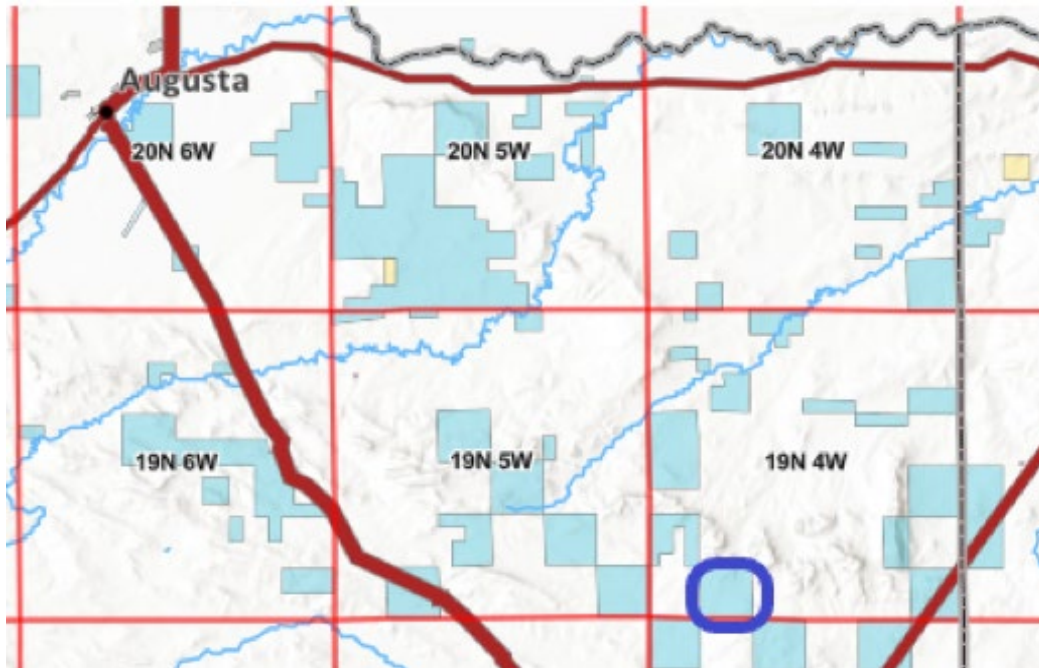 Augusta
20N 6W
20N 5W
20N 4W
19N 6W
19N 5W
19N 4W